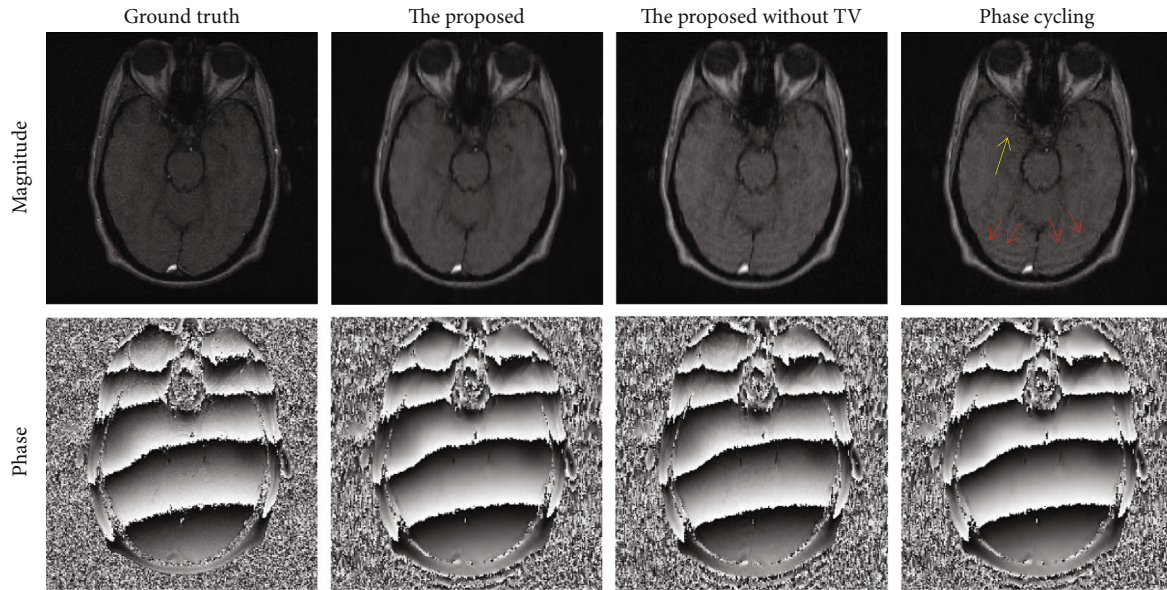 Ground truth
The proposed
The proposed without TV
Phase cycling
Magnitude
Phase